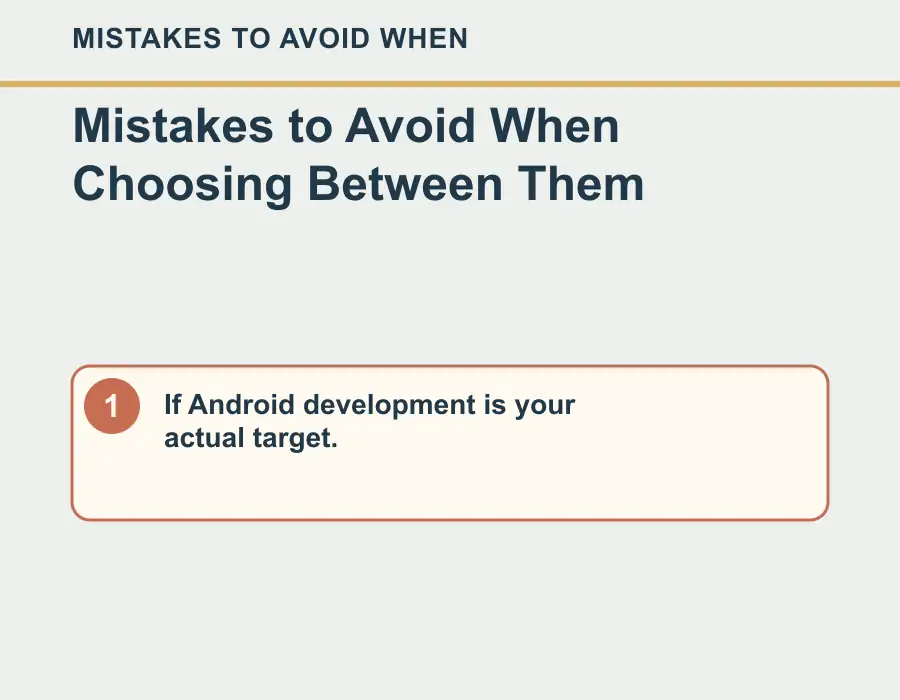 MISTAKES TO AVOID WHEN
Mistakes to Avoid When
Choosing Between Them
1
If Android development is your
actual target.